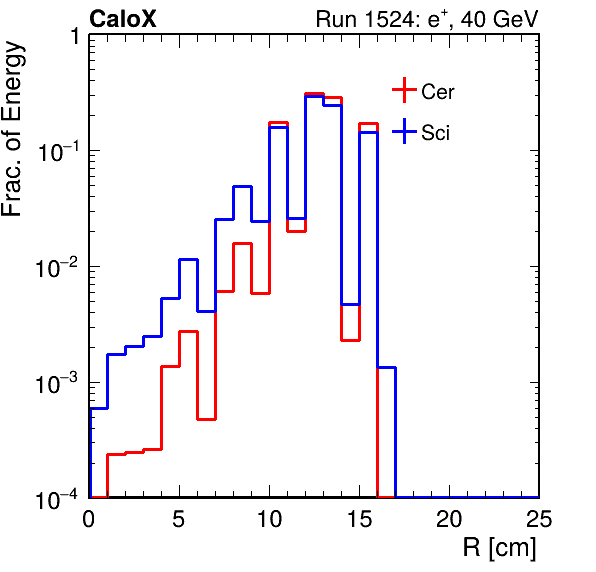 CaloX Run 1524: e⁺, 40 GeV
Frac. of Energy
1
10⁻¹
10⁻²
10⁻³
10⁻⁴
Cer
Sci
0 5 10 15 20 25
R [cm]